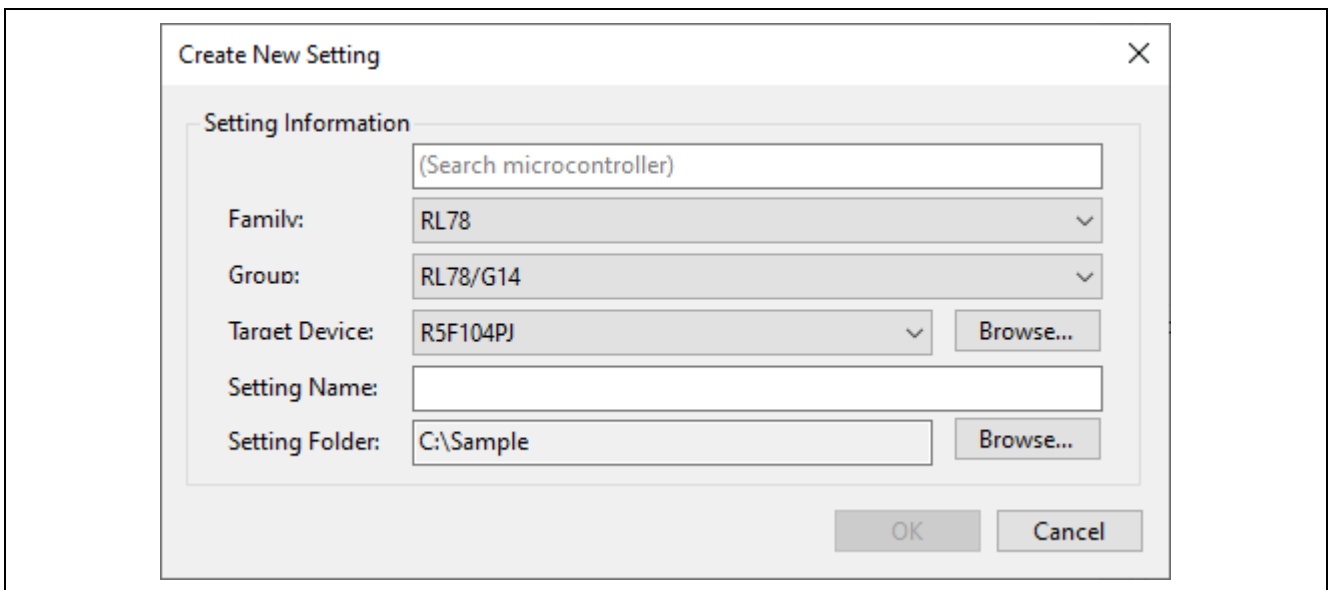 Create New Setting
Setting Information
(Search microcontroller)
Family: RL78
Group: RL78/G14
Target Device: R5F104PJ Browse...
Setting Name:
Setting Folder: C:\Sample Browse...
OK Cancel